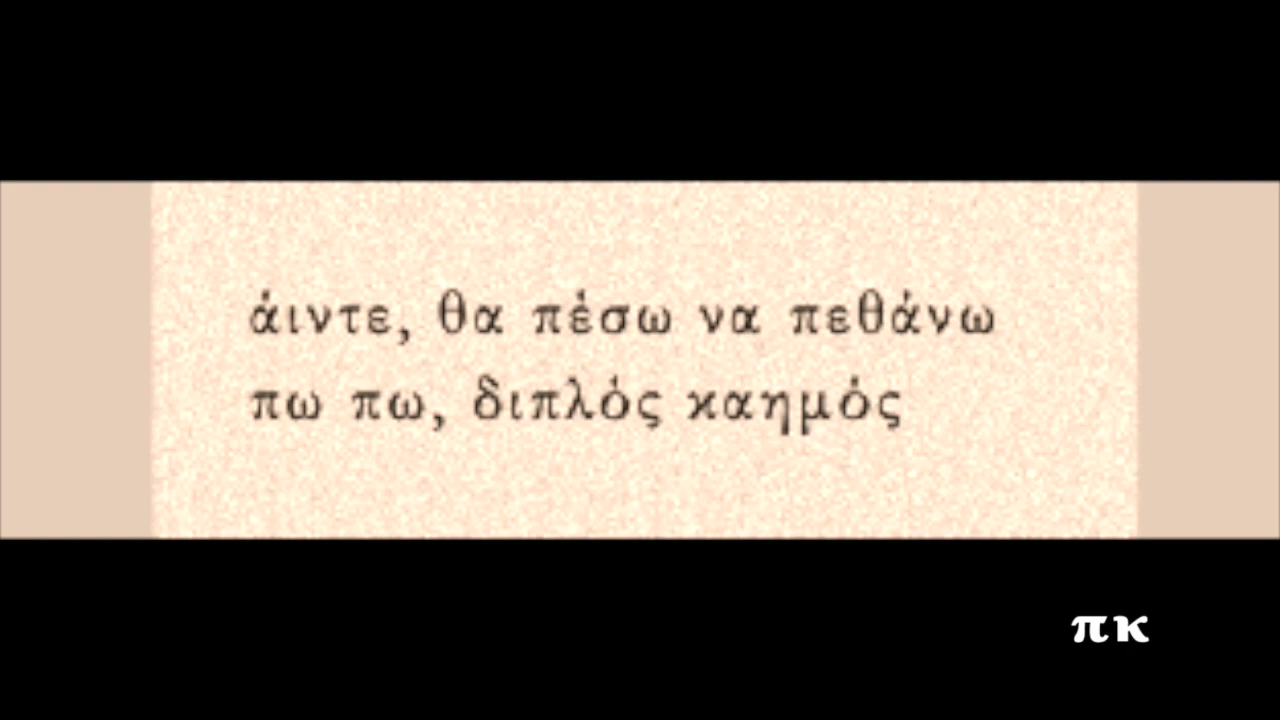 άιντε, θα πέσω να πεθάνω
πω πω, διπλός καημός
πκ